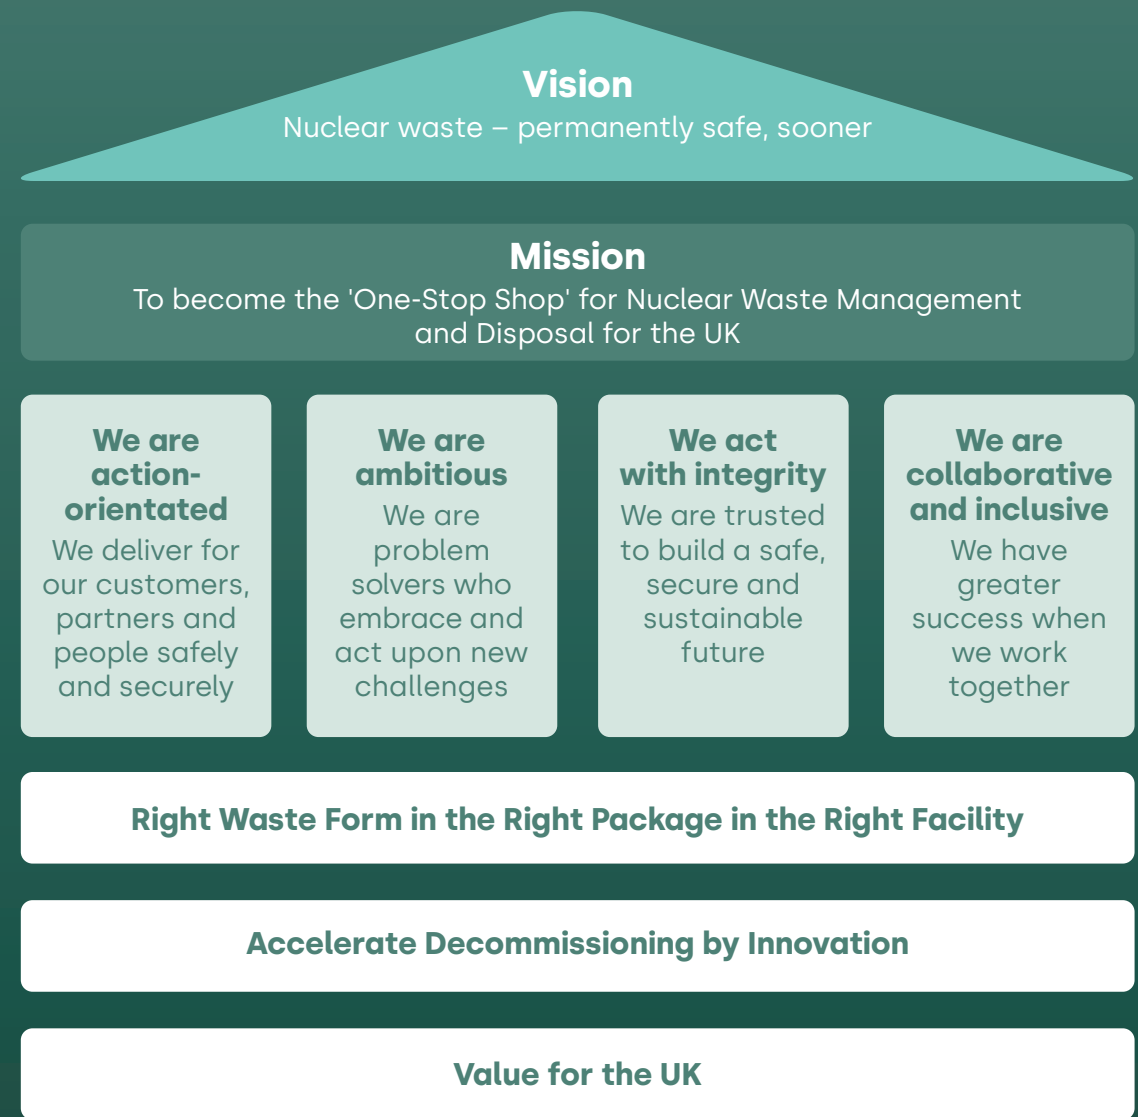 Vision
Nuclear waste – permanently safe, sooner
Mission
To become the 'One-Stop Shop' for Nuclear Waste Management
and Disposal for the UK
We are
action-
orientated
We deliver for
our customers,
partners and
people safely
and securely
We are
ambitious
We are
problem
solvers who
embrace and
act upon new
challenges
We act
with integrity
We are trusted
to build a safe,
secure and
sustainable
future
We are
collaborative
and inclusive
We have
greater
success when
we work
together
Right Waste Form in the Right Package in the Right Facility
Accelerate Decommissioning by Innovation
Value for the UK